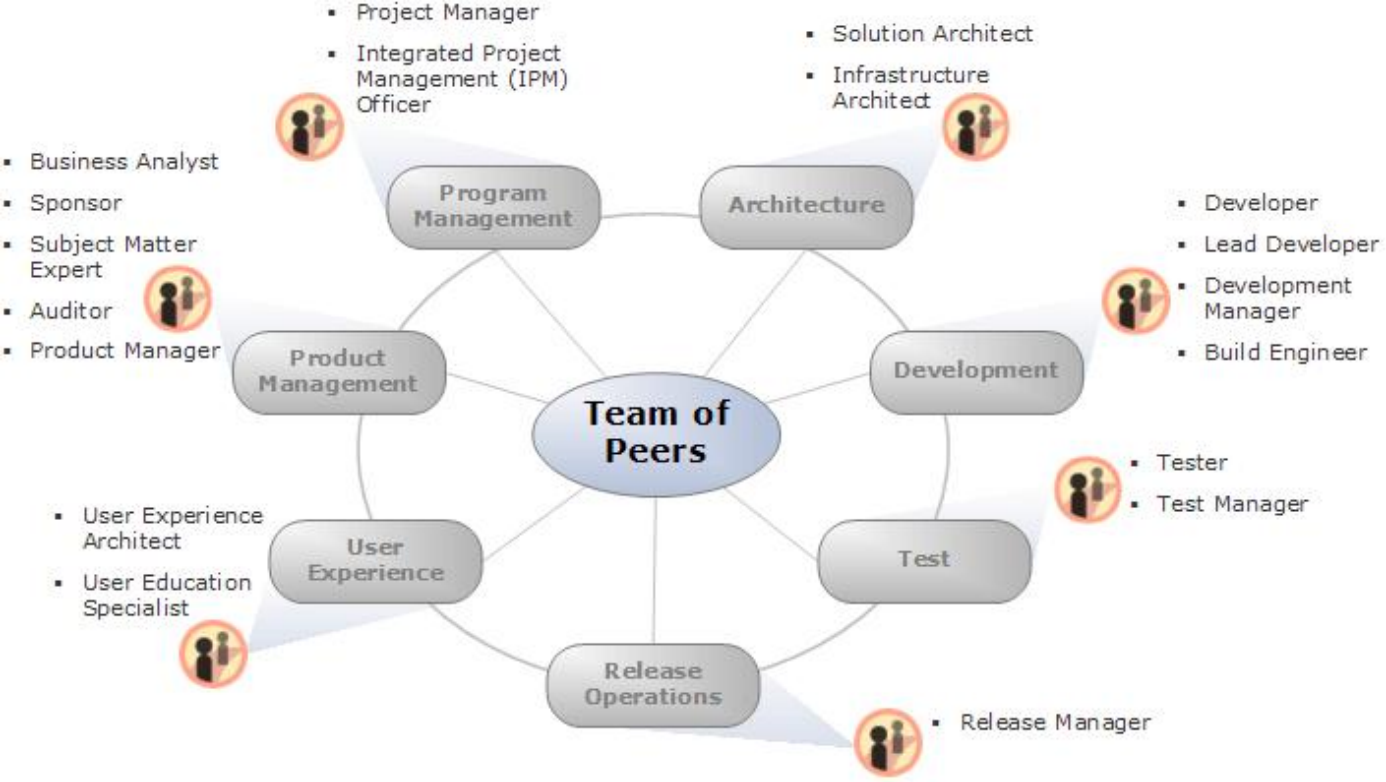 ▪ Project Manager
▪ Integrated Project
Management (IPM)
Officer
▪ Solution Architect
▪ Infrastructure
Architect
▪ Business Analyst
▪ Sponsor
▪ Subject Matter
Expert
▪ Auditor
▪ Product Manager
Program
Management
Architecture
▪ Developer
▪ Lead Developer
▪ Development
Manager
▪ Build Engineer
Product
Management
Development
Team of
Peers
▪ Tester
▪ Test Manager
▪ User Experience
Architect
▪ User Education
Specialist
User
Experience
Test
Release
Operations
▪ Release Manager